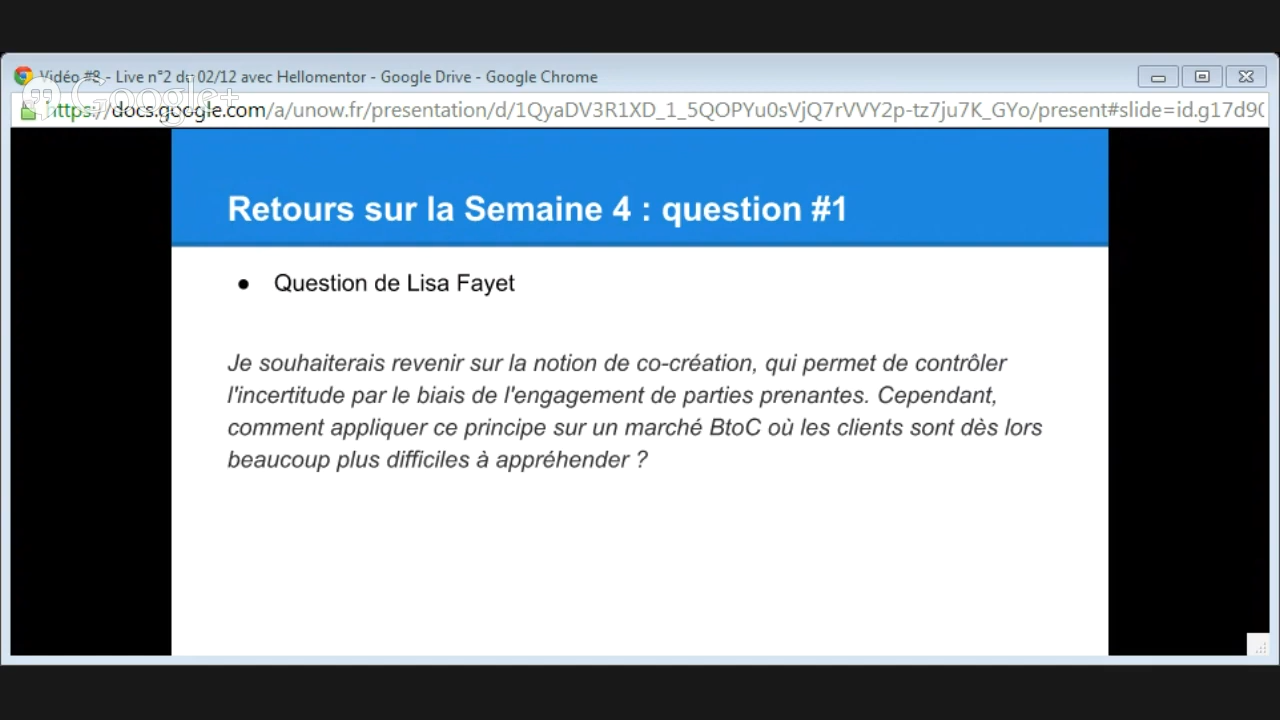 Vidéo #8 - Live n°2 du 02/12 avec Hellomentor - Google Drive - Google Chrome
Google+
https://docs.google.com/a/unow.fr/presentation/d/1QyaDV3R1XD_1_5QOPYu0sVjQ7rVVY2p-tz7ju7K_GYo/present#slide=id.g17d9
Retours sur la Semaine 4 : question #1
● Question de Lisa Fayet
Je souhaiterais revenir sur la notion de co-création, qui permet de contrôler
l'incertitude par le biais de l'engagement de parties prenantes. Cependant,
comment appliquer ce principe sur un marché BtoC où les clients sont dès lors
beaucoup plus difficiles à appréhender ?